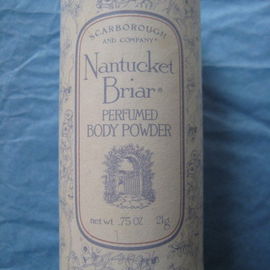 SCARBOROUGH
AND COMPANY®
Nantucket
Briar®
PERFUMED
BODY POWDER
net wt .75 OZ 21g